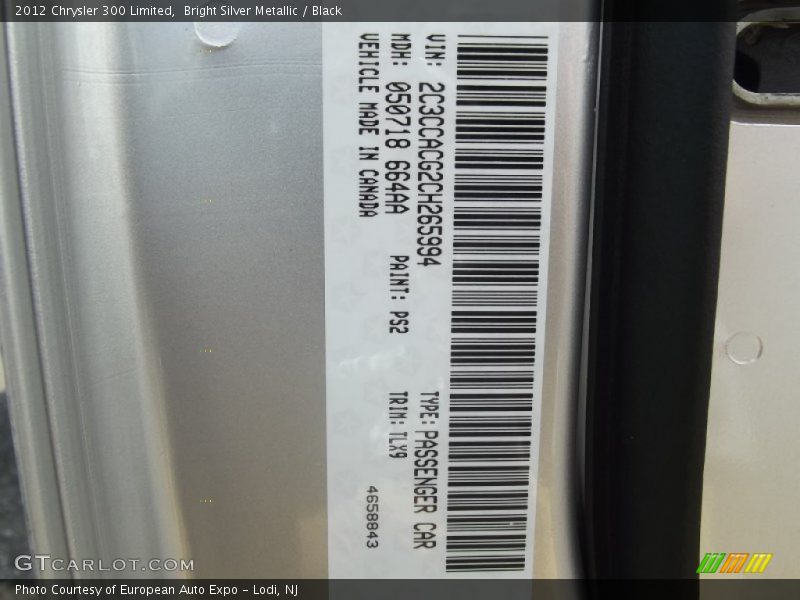 2012 Chrysler 300 Limited, Bright Silver Metallic / Black
VIN: 2C3CCACG2CH265994 TYPE: PASSENGER CAR
MDH: 050718 664AA PAINT: PS2 TRIM: TLX9
VEHICLE MADE IN CANADA 4658843
GTCARLOT.COM
Photo Courtesy of European Auto Expo - Lodi, NJ